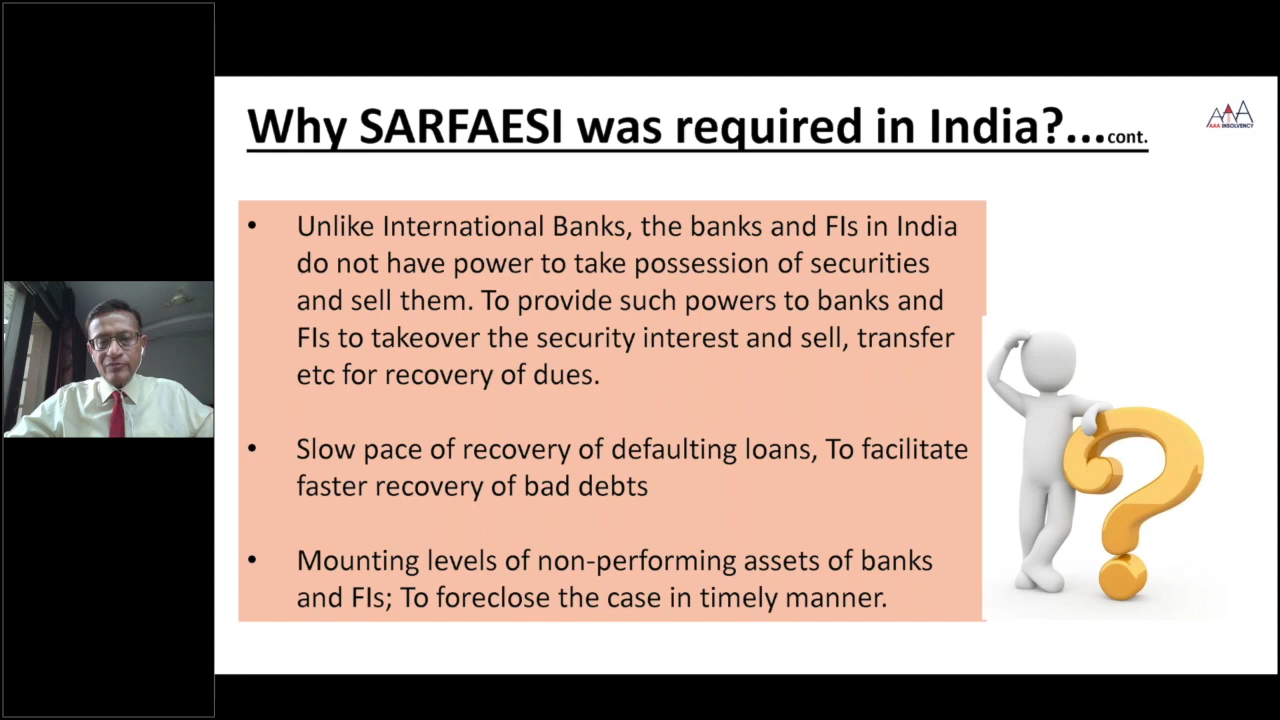 Why SARFAESI was required in India?...cont.
AAA INSOLVENCY
• Unlike International Banks, the banks and FIs in India
do not have power to take possession of securities
and sell them. To provide such powers to banks and
FIs to takeover the security interest and sell, transfer
etc for recovery of dues.
• Slow pace of recovery of defaulting loans, To facilitate
faster recovery of bad debts
• Mounting levels of non-performing assets of banks
and FIs; To foreclose the case in timely manner.